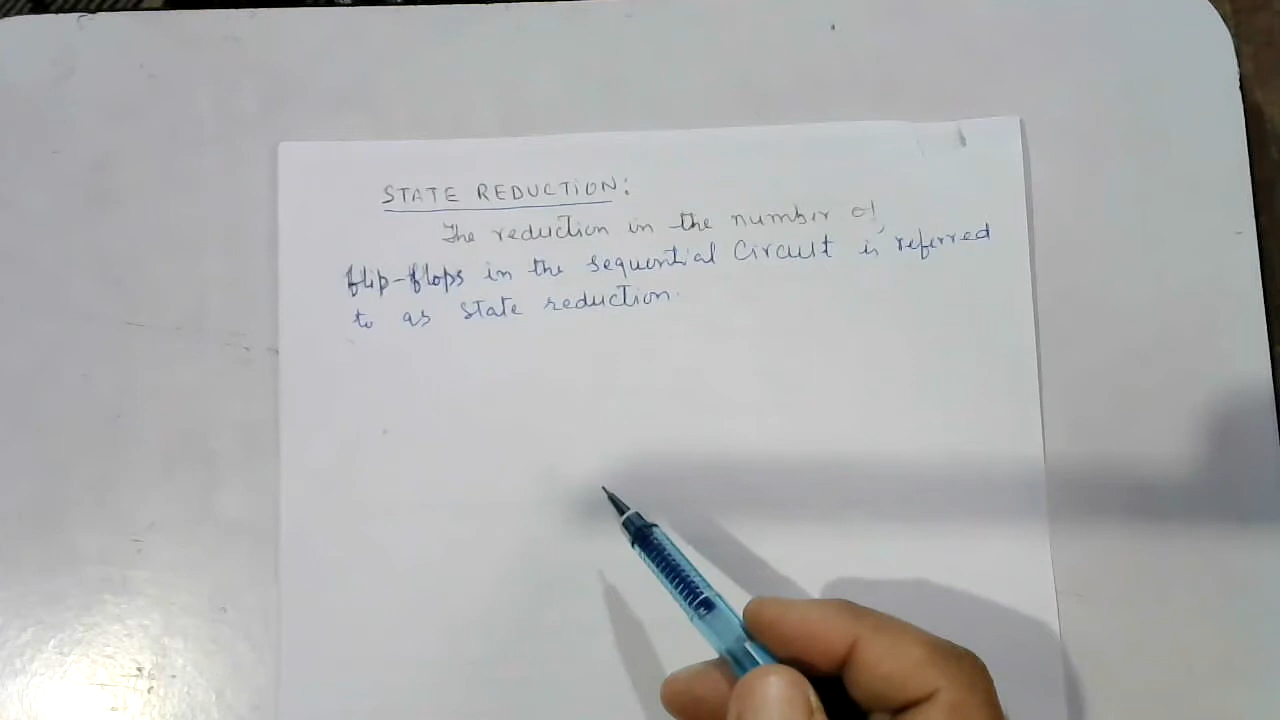 STATE REDUCTION:
The reduction in the number of
flip-flops in the sequential Circuit is referred
to as state reduction.